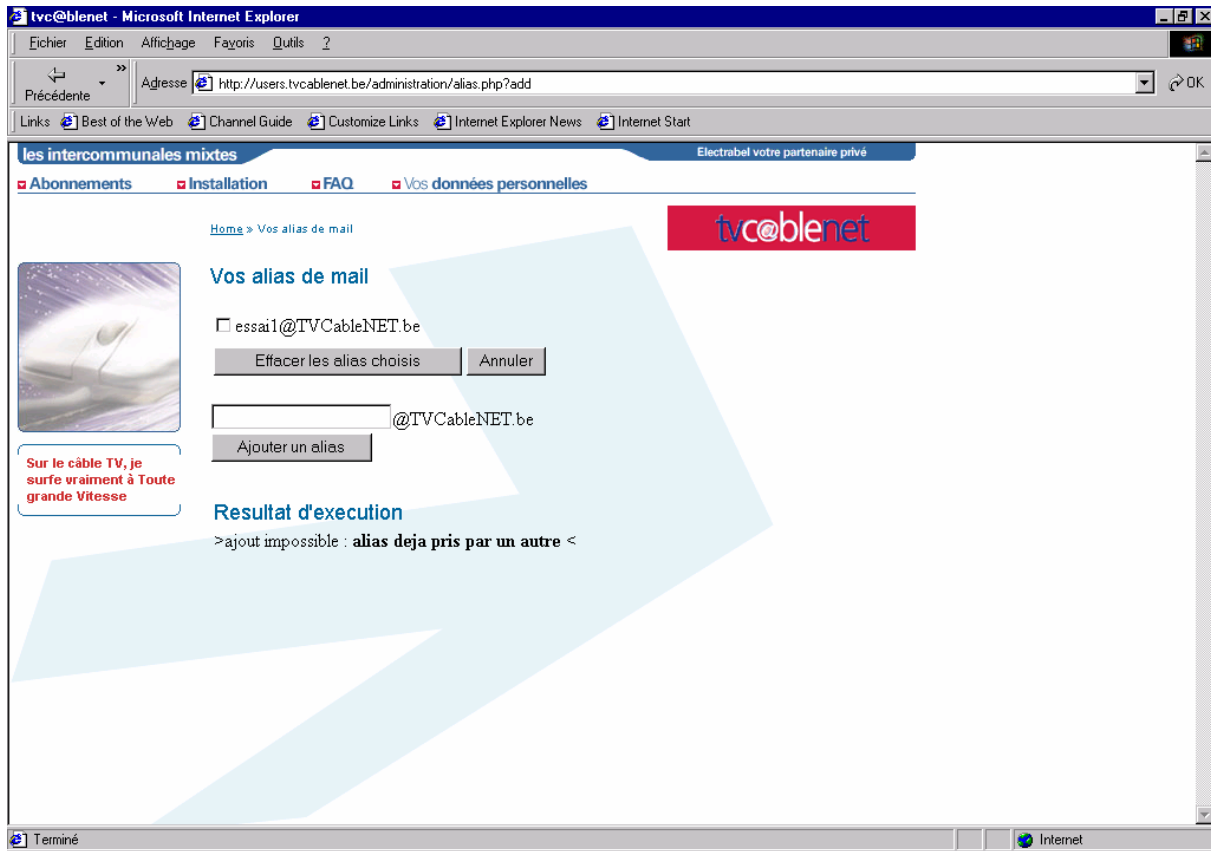 tvc@blenet - Microsoft Internet Explorer
Fichier Edition Affichage Favoris Outils ?
Précédente » Adresse http://users.tvcablenet.be/administration/alias.php?add OK
Links Best of the Web Channel Guide Customize Links Internet Explorer News Internet Start
les intercommunales mixtes Electrabel votre partenaire privé
Abonnements Installation FAQ Vos données personnelles
tvc@blenet
Home » Vos alias de mail
Vos alias de mail
essai1@TVCableNET.be
Effacer les alias choisis Annuler
@TVCableNET.be
Ajouter un alias
Sur le câble TV, je
surfe vraiment à Toute
grande Vitesse
Resultat d'execution
>ajout impossible : alias deja pris par un autre <
Terminé Internet